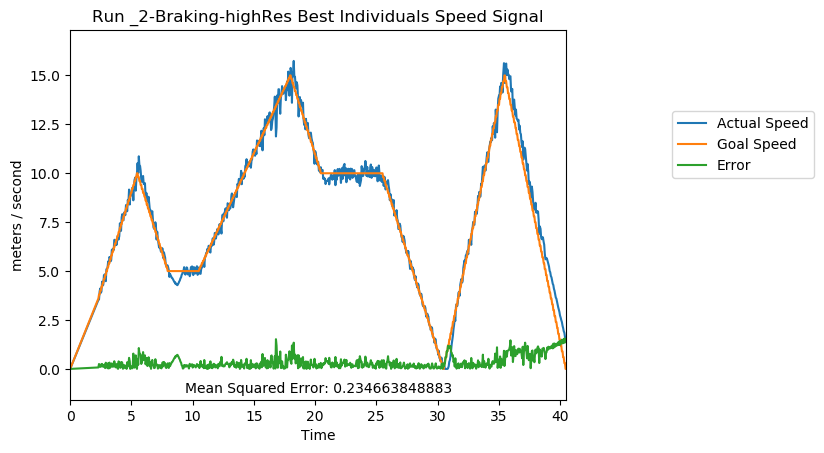 Run _2-Braking-highRes Best Individuals Speed Signal
meters / second
15.0
12.5
10.0
7.5
5.0
2.5
0.0
Actual Speed
Goal Speed
Error
Mean Squared Error: 0.234663848883
0 5 10 15 20 25 30 35 40
Time